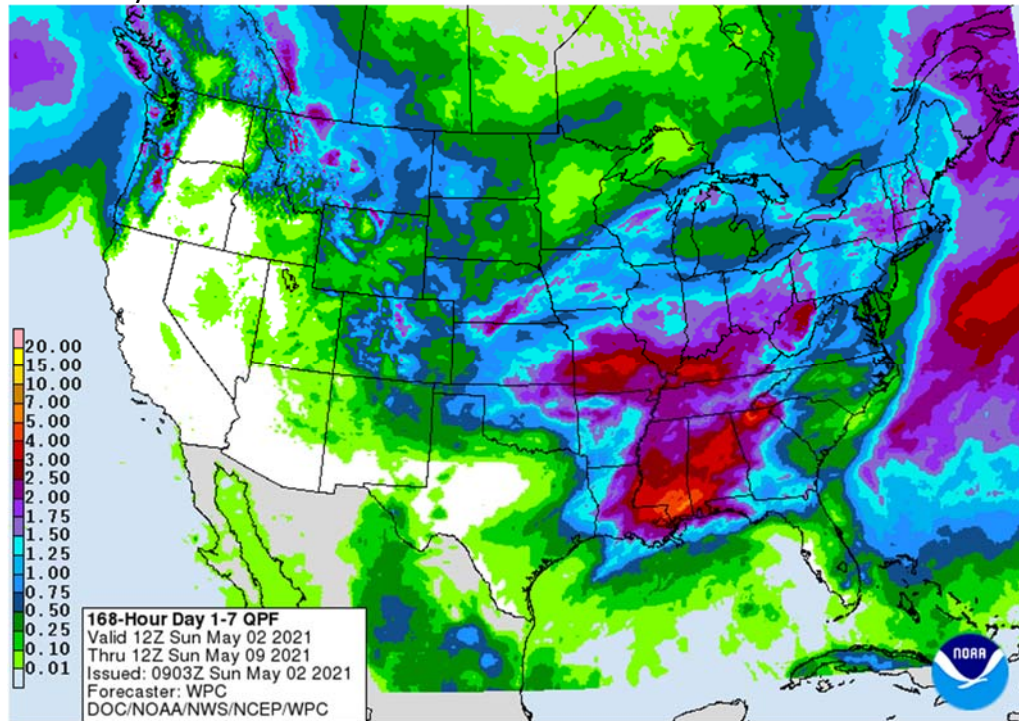 20.00
15.00
10.00
7.00
5.00
4.00
3.00
2.50
2.00
1.75
1.50
1.25
1.00
0.75
0.50
0.25
0.10
0.01
168-Hour Day 1-7 QPF
Valid 12Z Sun May 02 2021
Thru 12Z Sun May 09 2021
Issued: 0903Z Sun May 02 2021
Forecaster: WPC
DOC/NOAA/NWS/NCEP/WPC
NOAA